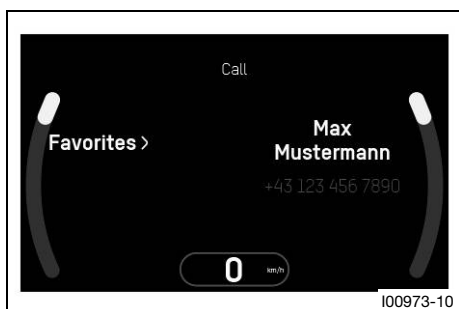 Call
Favorites >
Max
Mustermann
+43 123 456 7890
0 km/h
I00973-10